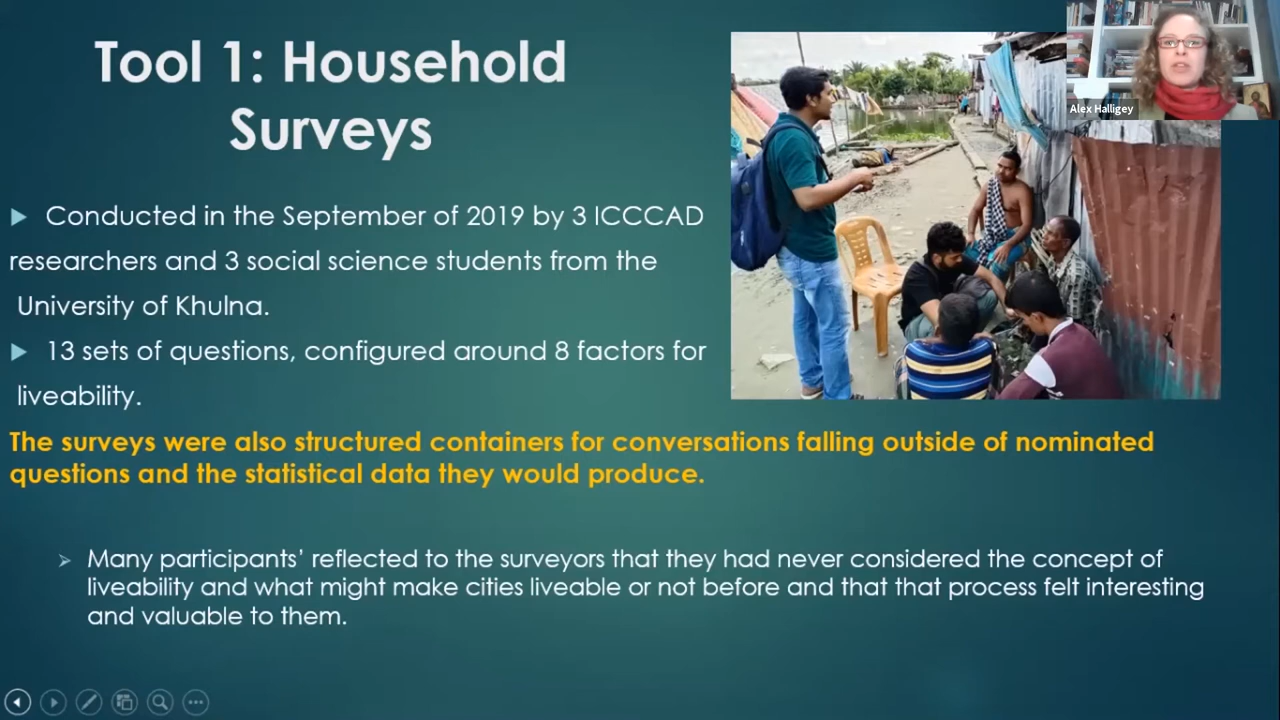 Tool 1: Household
Surveys
Alex Halligey
Conducted in the September of 2019 by 3 ICCCAD
researchers and 3 social science students from the
University of Khulna.
13 sets of questions, configured around 8 factors for
liveability.
The surveys were also structured containers for conversations falling outside of nominated
questions and the statistical data they would produce.
Many participants’ reflected to the surveyors that they had never considered the concept of
liveability and what might make cities liveable or not before and that that process felt interesting
and valuable to them.